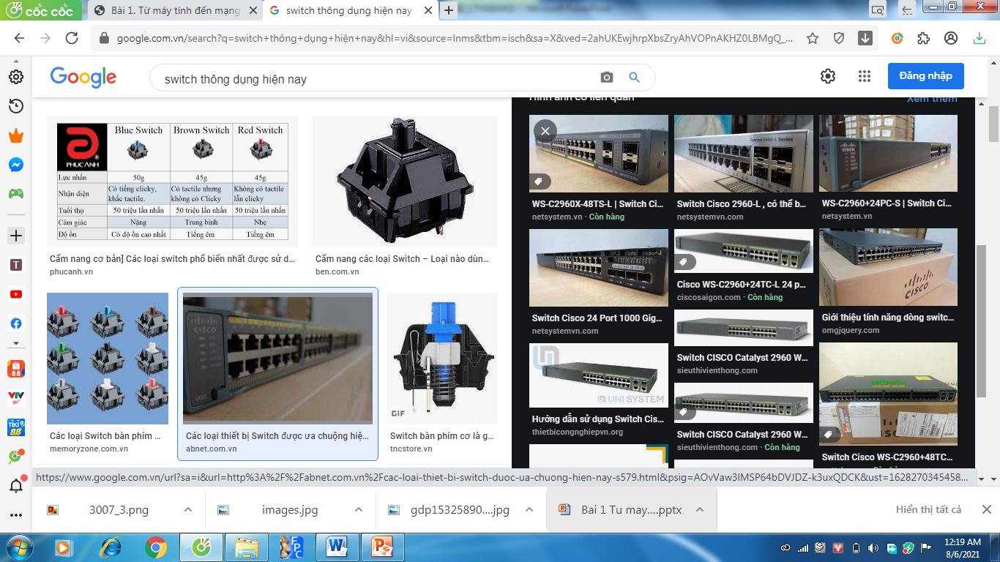 cốc cốc
Bài 1. Từ máy tính đến mạng
switch thông dụng hiện nay -
google.com.vn/search?q=switch+thông+dụng+hiện+nay&hl=vi&source=lnms&tbm=isch&sa=X&ved=2ahUKEwjhrpXbsZryAhVOPnAKHZ0LBMgQ_...
Google
switch thông dụng hiện nay
Đăng nhập
Hình ảnh có liên quan
Xem thêm
PHUCANH
Blue Switch Brown Switch Red Switch
Lực nhấn 50g 45g 45g
Nhận diện Có tiếng clicky, khấc tactile. Có tactile nhưng không có Clicky Không có tactile lẫn clicky
Tuổi thọ 50 triệu lần nhấn 50 triệu lần nhấn 50 triệu lần nhấn
Cảm giác Nặng Trung bình Nhẹ
Độ ồn Có độ ồn cao nhất Tiếng êm Tiếng êm
Cẩm nang cơ bản] Các loại switch phổ biến nhất được sử d...
phucanh.vn
Cẩm nang các loại Switch – Loại nào dùn...
ben.com.vn
CISCO
GIF
Các loại Switch bàn phím ...
memoryzone.com.vn
Các loại thiết bị Switch được ưa chuộng hiệ...
abnet.com.vn
Switch bàn phím cơ là g...
tncstore.vn
WS-C2960X-48TS-L | Switch Ci...
netsystem.vn · Còn hàng
Catalyst 2960-L Series
Switch Cisco 2960-L , có thể b...
netsystemvn.com
CISCO
WS-C2960+24PC-S | Switch Ci...
netsystem.vn
Switch Cisco 24 Port 1000 Gig...
netsystemvn.com
Cisco WS-C2960+24TC-L 24 p...
ciscosaigon.com · Còn hàng
CISCO
Giới thiệu tính năng dòng switc...
omgjquery.com
Switch CISCO Catalyst 2960 W...
sieuthivienthong.com
UNI SYSTEM
Hướng dẫn sử dụng Switch Cis...
thietbicongnghiepvn.org
Switch CISCO Catalyst 2960 W...
sieuthivienthong.com · Còn hàng
Switch Cisco WS-C2960+48TC...
https://www.google.com.vn/url?sa=i&url=http%3A%2F%2Fabnet.com.vn%2Fcac-loai-thiet-bi-switch-duoc-ua-chuong-hien-nay-s579.html&psig=AOvVaw3IMSP64bDVJDZ-k3uxQDCK&ust=1628270345458...
3007_3.png
images.jpg
gdp15325890....jpg
Bai 1 Tu may....pptx
Hiển thị tất cả
12:19 AM
8/6/2021